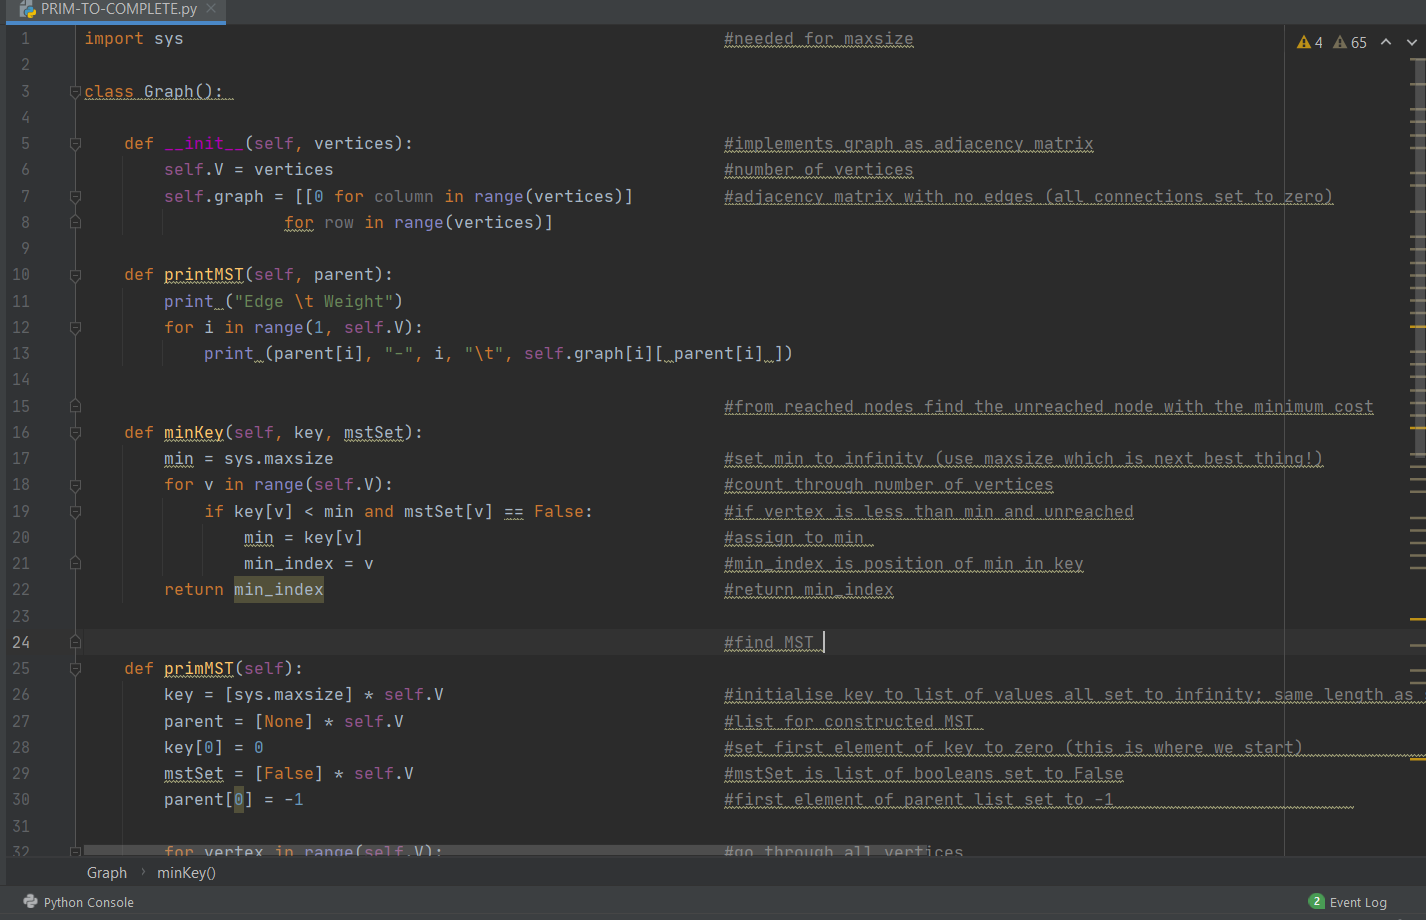 PRIM-TO-COMPLETE.py
4 65
1 import sys #needed for maxsize
2
3 class Graph():
4
5 def __init__(self, vertices): #implements graph as adjacency matrix
6 self.V = vertices #number of vertices
7 self.graph = [[0 for column in range(vertices)] #adjacency matrix with no edges (all connections set to zero)
8 for row in range(vertices)]
9
10 def printMST(self, parent):
11 print ("Edge \t Weight")
12 for i in range(1, self.V):
13 print (parent[i], "-", i, "\t", self.graph[i][ parent[i] ])
14
15 #from reached nodes find the unreached node with the minimum cost
16 def minKey(self, key, mstSet):
17 min = sys.maxsize #set min to infinity (use maxsize which is next best thing!)
18 for v in range(self.V): #count through number of vertices
19 if key[v] < min and mstSet[v] == False: #if vertex is less than min and unreached
20 min = key[v] #assign to min
21 min_index = v #min_index is position of min in key
22 return min_index #return min_index
23
24 #find MST
25 def primMST(self):
26 key = [sys.maxsize] * self.V #initialise key to list of values all set to infinity; same length as
27 parent = [None] * self.V #list for constructed MST
28 key[0] = 0 #set first element of key to zero (this is where we start)
29 mstSet = [False] * self.V #mstSet is list of booleans set to False
30 parent[0] = -1 #first element of parent list set to -1
31
32 for vertex in range(self.V): #go through all vertices
Graph › minKey()
Python Console
2 Event Log